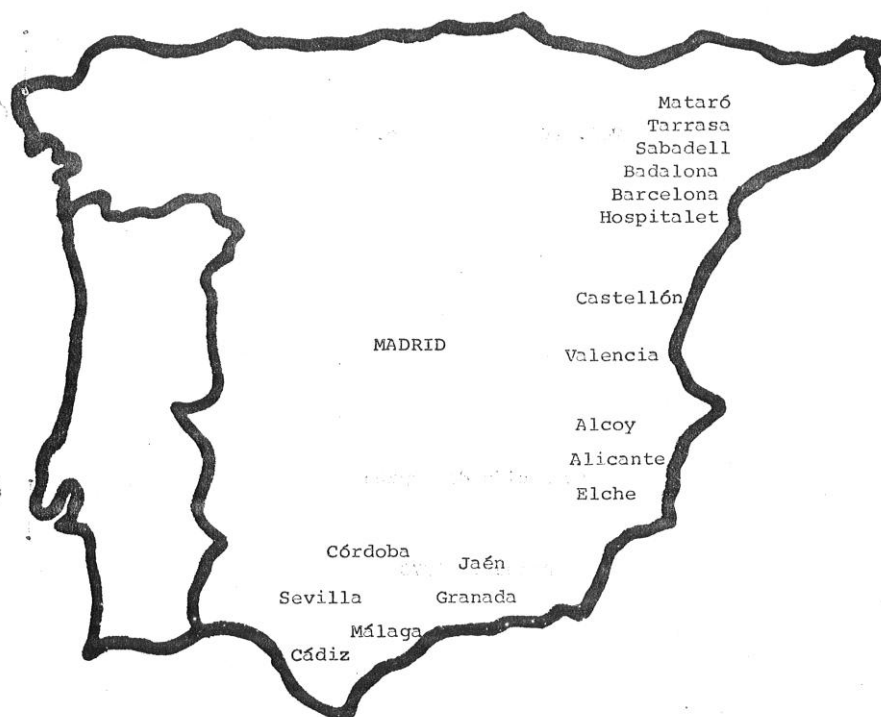 Mataró
Tarrasa
Sabadell
Badalona
Barcelona
Hospitalet
Castellón
MADRID
Valencia
Alcoy
Alicante
Elche
Córdoba
Jaén
Sevilla
Granada
Málaga
Cádiz